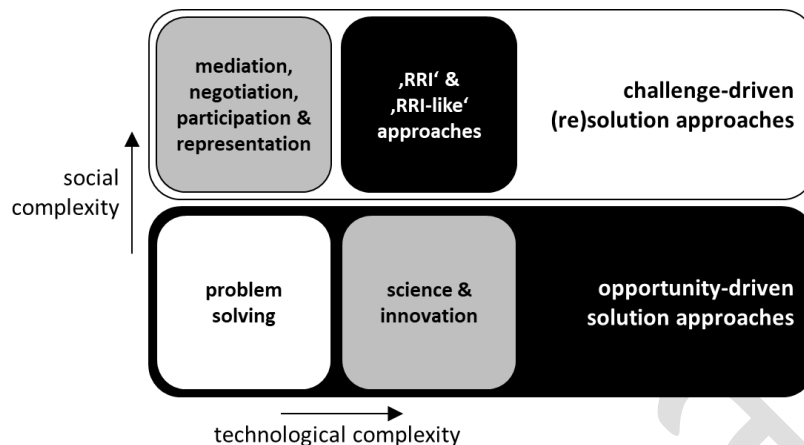 mediation,
negotiation,
participation &
representation
‚RRI‘ &
‚RRI-like‘
approaches
challenge-driven
(re)solution approaches
social
complexity
problem
solving
science &
innovation
opportunity-driven
solution approaches
technological complexity